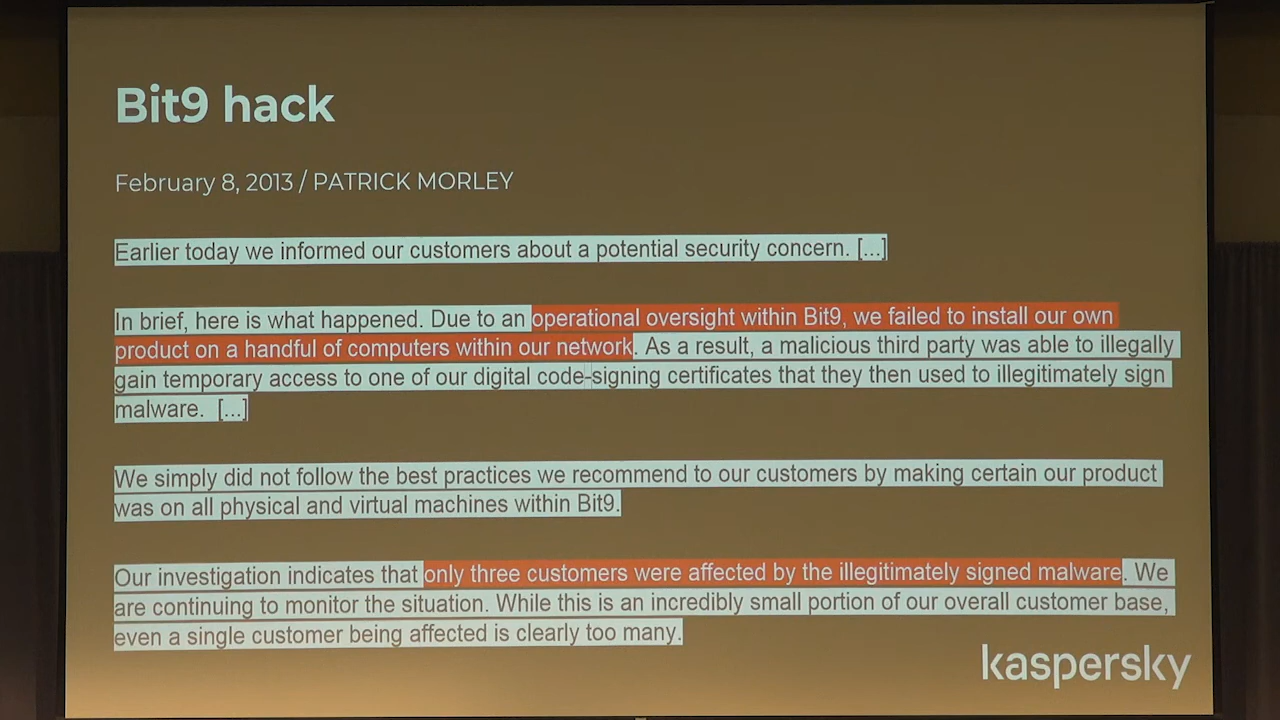 Bit9 hack
February 8, 2013 / PATRICK MORLEY
Earlier today we informed our customers about a potential security concern. [...]
In brief, here is what happened. Due to an operational oversight within Bit9, we failed to install our own
product on a handful of computers within our network. As a result, a malicious third party was able to illegally
gain temporary access to one of our digital code-signing certificates that they then used to illegitimately sign
malware.  [...]
We simply did not follow the best practices we recommend to our customers by making certain our product
was on all physical and virtual machines within Bit9.
Our investigation indicates that only three customers were affected by the illegitimately signed malware. We
are continuing to monitor the situation. While this is an incredibly small portion of our overall customer base,
even a single customer being affected is clearly too many.
kaspersky